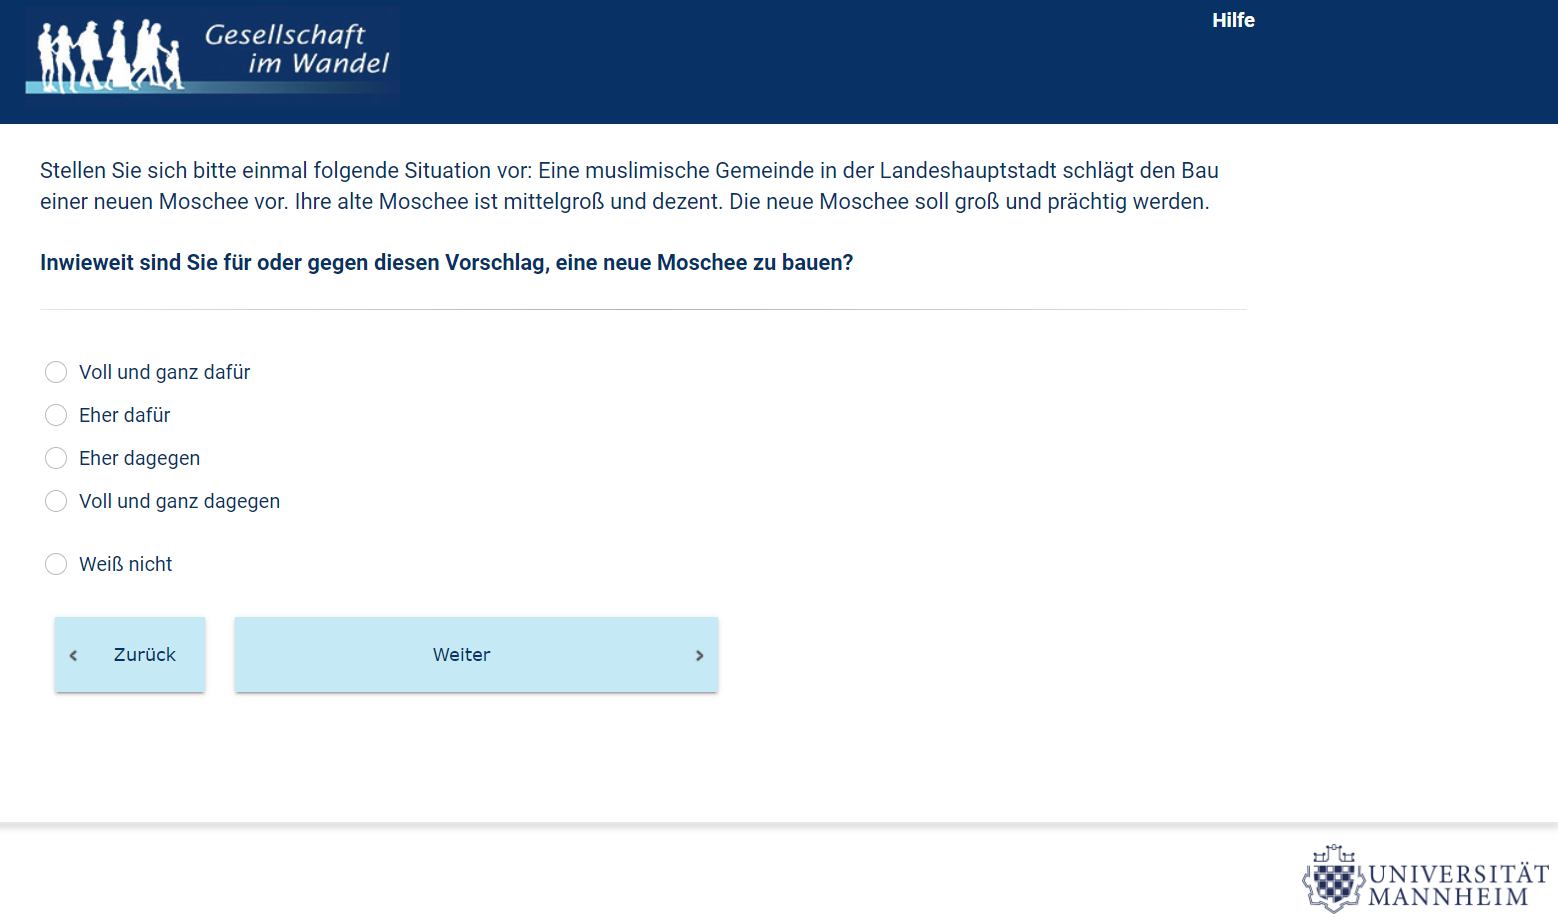 Gesellschaft
im Wandel
Hilfe
Stellen Sie sich bitte einmal folgende Situation vor: Eine muslimische Gemeinde in der Landeshauptstadt schlägt den Bau
einer neuen Moschee vor. Ihre alte Moschee ist mittelgroß und dezent. Die neue Moschee soll groß und prächtig werden.
Inwieweit sind Sie für oder gegen diesen Vorschlag, eine neue Moschee zu bauen?
Voll und ganz dafür
Eher dafür
Eher dagegen
Voll und ganz dagegen
Weiß nicht
Zurück
Weiter
UNIVERSITÄT
MANNHEIM